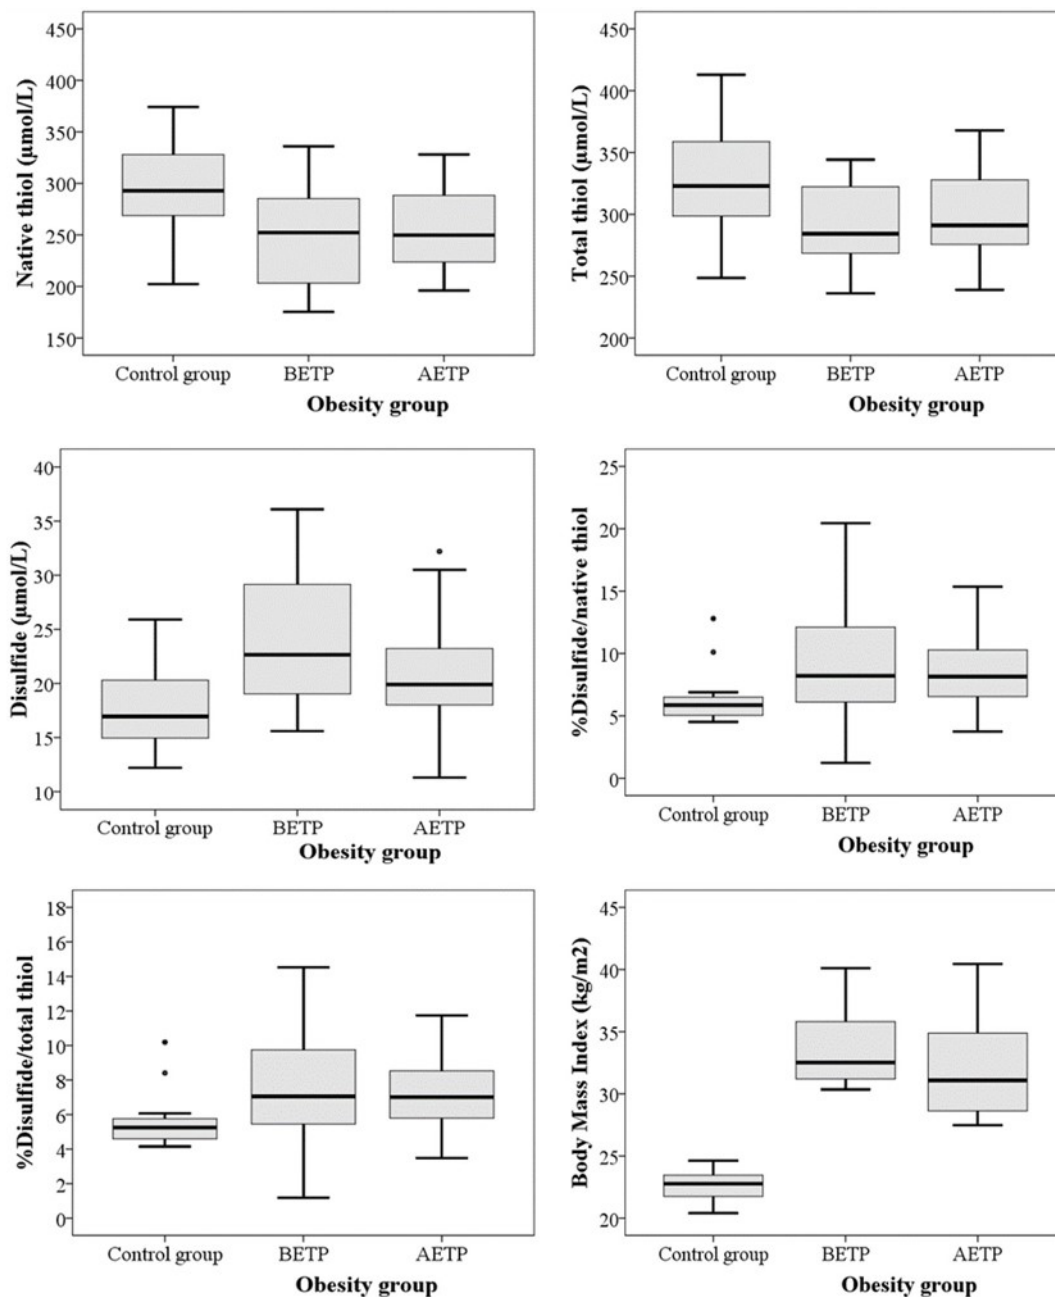 Native thiol (µmol/L)
450
400
350
300
250
200
150
Control group BETP AETP
Obesity group
Total thiol (µmol/L)
450
400
350
300
250
200
Control group BETP AETP
Obesity group
Disulfide (µmol/L)
40
35
30
25
20
15
10
Control group BETP AETP
Obesity group
%Disulfide/native thiol
25
20
15
10
5
0
Control group BETP AETP
Obesity group
%Disulfide/total thiol
18
16
14
12
10
8
6
4
2
0
Control group BETP AETP
Obesity group
Body Mass Index (kg/m2)
45
40
35
30
25
20
Control group BETP AETP
Obesity group